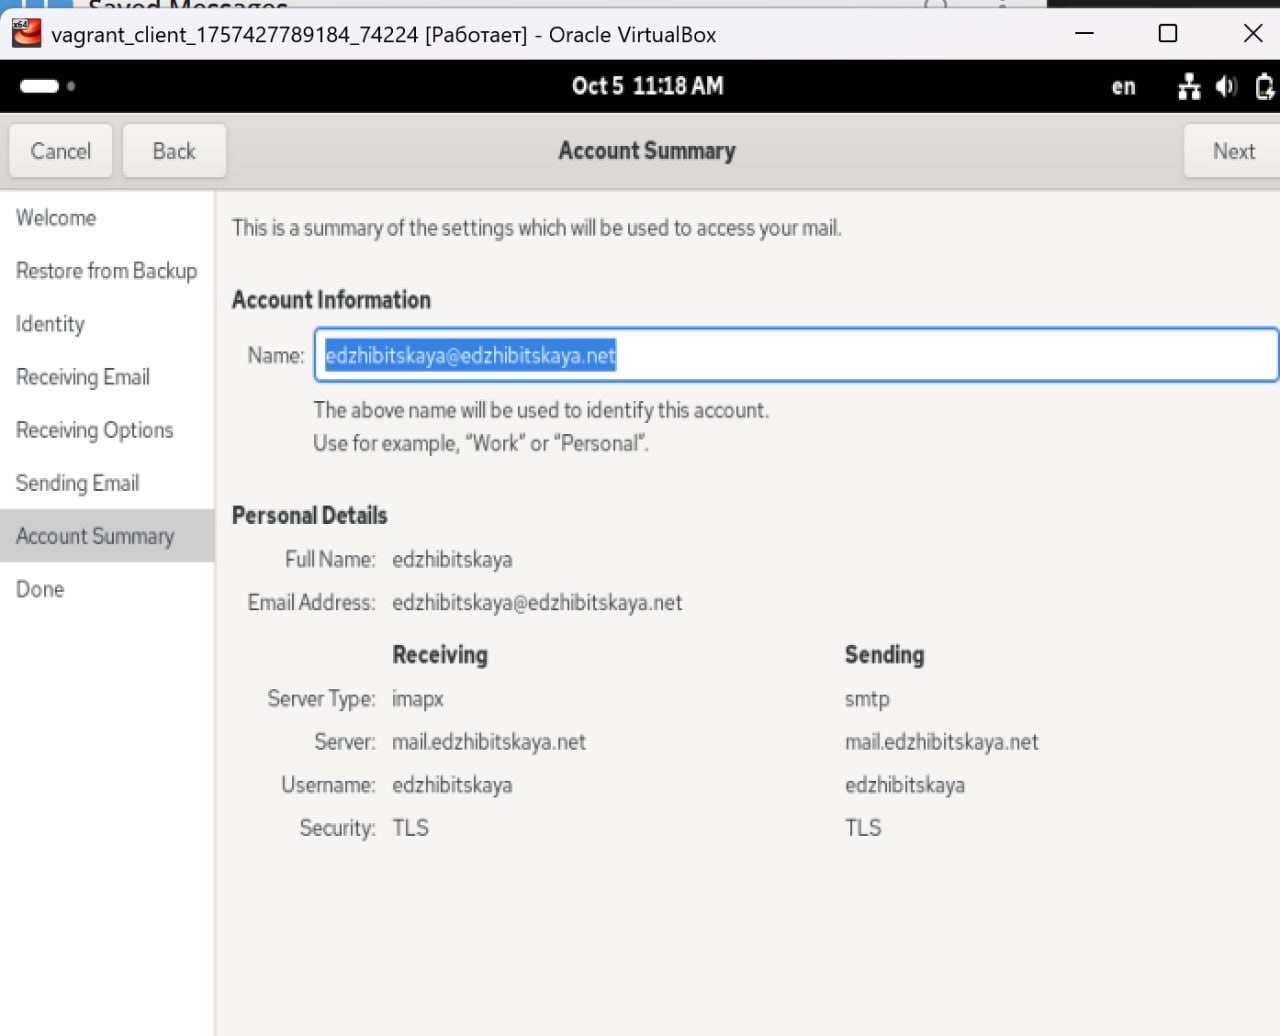 Saved Messages
vagrant_client_1757427789184_74224 [Работает] - Oracle VirtualBox
Oct 5 11:18 AM
en
Cancel
Back
Account Summary
Next
Welcome
Restore from Backup
Identity
Receiving Email
Receiving Options
Sending Email
Account Summary
Done
This is a summary of the settings which will be used to access your mail.
Account Information
Name: edzhibitskaya@edzhibitskaya.net
The above name will be used to identify this account.
Use for example, “Work” or “Personal”.
Personal Details
Full Name: edzhibitskaya
Email Address: edzhibitskaya@edzhibitskaya.net
Receiving Sending
Server Type: imapx smtp
Server: mail.edzhibitskaya.net mail.edzhibitskaya.net
Username: edzhibitskaya edzhibitskaya
Security: TLS TLS